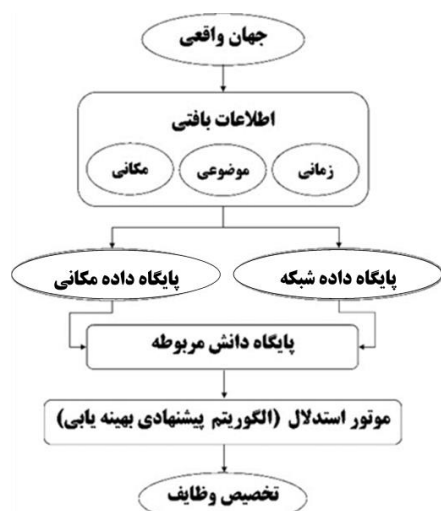 جهان واقعی
اطلاعات بافتی
زمانی
موضوعی
مکانی
پایگاه داده شبکه
پایگاه داده مکانی
پایگاه دانش مربوطه
موتور استدلال (الگوریتم پیشنهادی بهینه یابی)
تخصیص وظایف